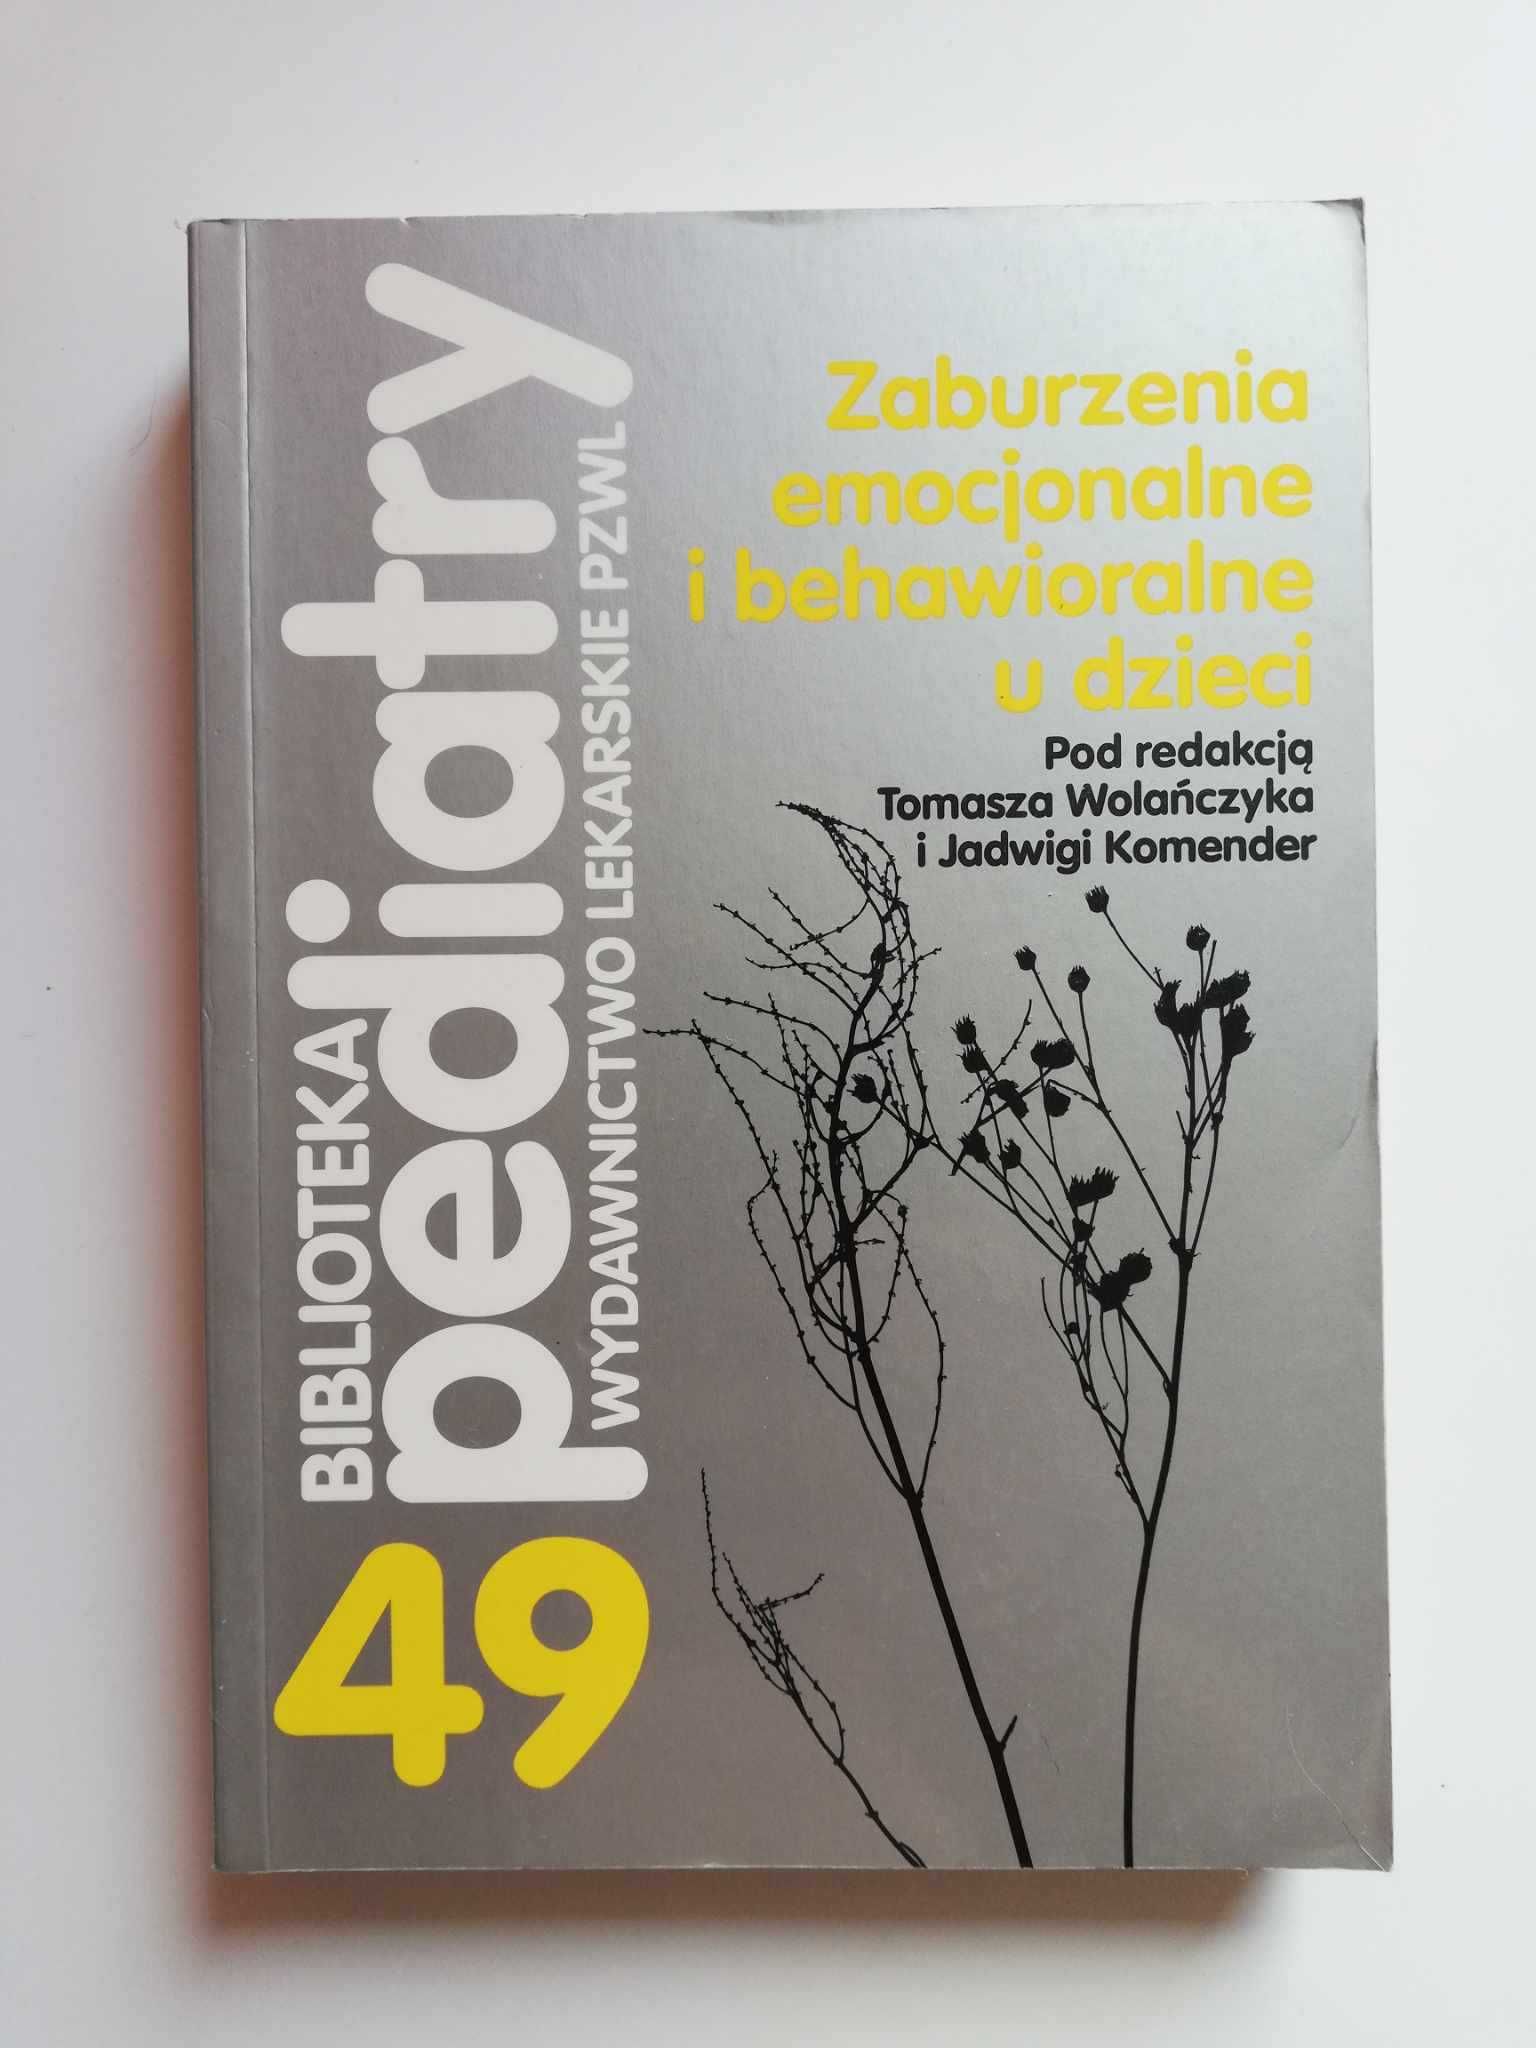 BIBLIOTEKA
pediatry
WYDAWNICTWO LEKARSKIE PZWL
49
Zaburzenia
emocjonalne
i behawioralne
u dzieci
Pod redakcją
Tomasza Wolańczyka
i Jadwigi Komender